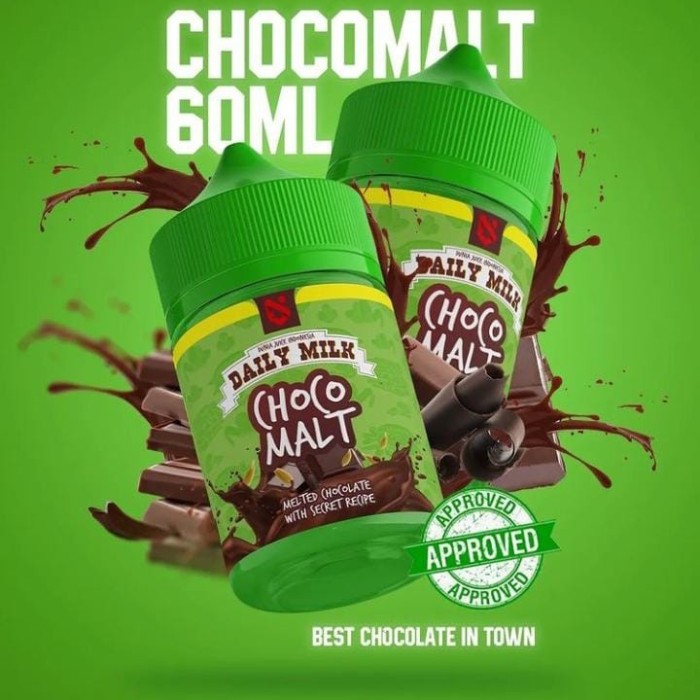 CHOCOMALT
60ML
DAILY MILK
CHOCO
MALT
DAILY MILK
CHOCO
MALT
MELTED CHOCOLATE
WITH SECRET RECIPE
APPROVED
APPROVED
APPROVED
BEST CHOCOLATE IN TOWN